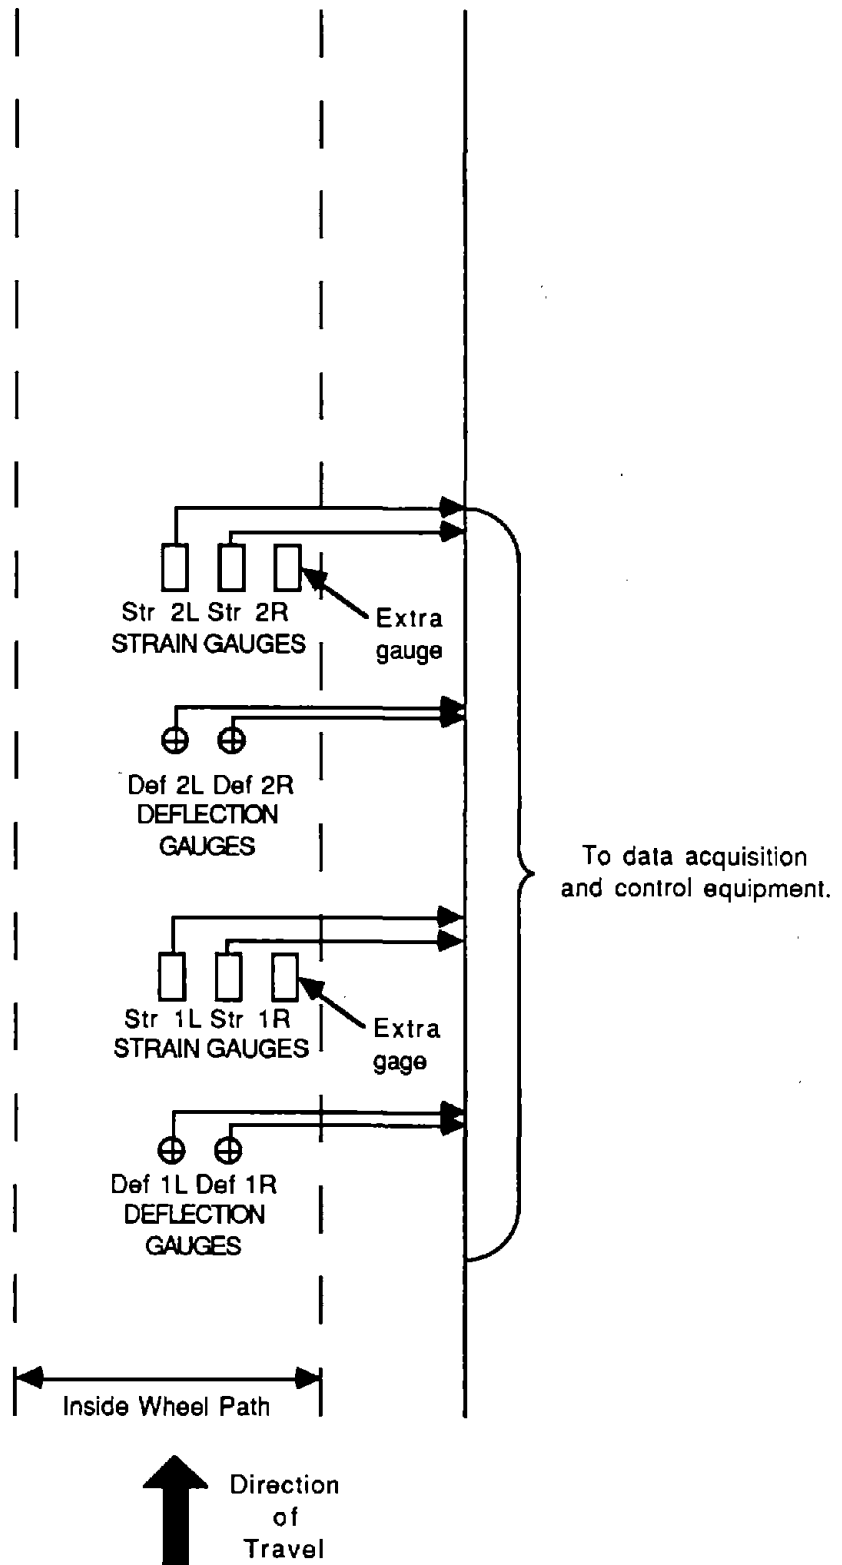 Str 2L Str 2R
STRAIN GAUGES
Extra
gauge
Def 2L Def 2R
DEFLECTION
GAUGES
To data acquisition
and control equipment.
Str 1L Str 1R
STRAIN GAUGES
Extra
gage
Def 1L Def 1R
DEFLECTION
GAUGES
Inside Wheel Path
Direction
of
Travel